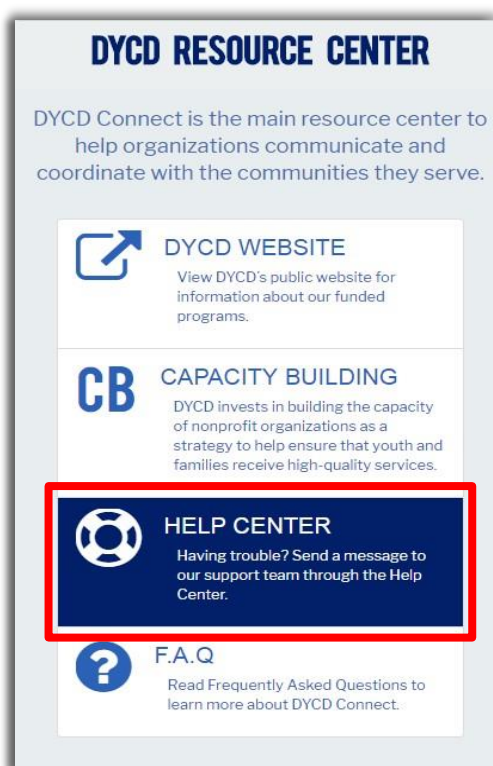 DYCD RESOURCE CENTER
DYCD Connect is the main resource center to
help organizations communicate and
coordinate with the communities they serve.
DYCD WEBSITE
View DYCD's public website for
information about our funded
programs.
CB
CAPACITY BUILDING
DYCD invests in building the capacity
of nonprofit organizations as a
strategy to help ensure that youth and
families receive high-quality services.
HELP CENTER
Having trouble? Send a message to
our support team through the Help
Center.
?
F.A.Q
Read Frequently Asked Questions to
learn more about DYCD Connect.